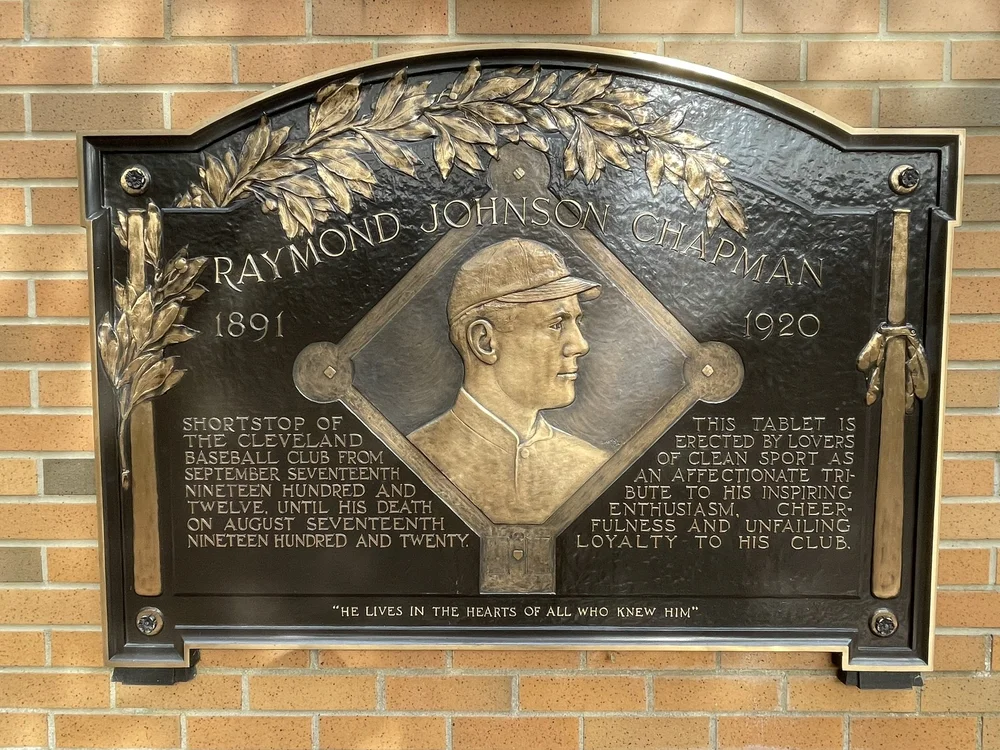 RAYMOND JOHNSON CHAPMAN
1891
1920
SHORTSTOP OF
THE CLEVELAND
BASEBALL CLUB FROM
SEPTEMBER SEVENTEENTH
NINETEEN HUNDRED AND
TWELVE, UNTIL HIS DEATH
ON AUGUST SEVENTEENTH
NINETEEN HUNDRED AND TWENTY.
THIS TABLET IS
ERECTED BY LOVERS
OF CLEAN SPORT AS
AN AFFECTIONATE TRI-
BUTE TO HIS INSPIRING
ENTHUSIASM, CHEER-
FULNESS AND UNFAILING
LOYALTY TO HIS CLUB.
"HE LIVES IN THE HEARTS OF ALL WHO KNEW HIM"